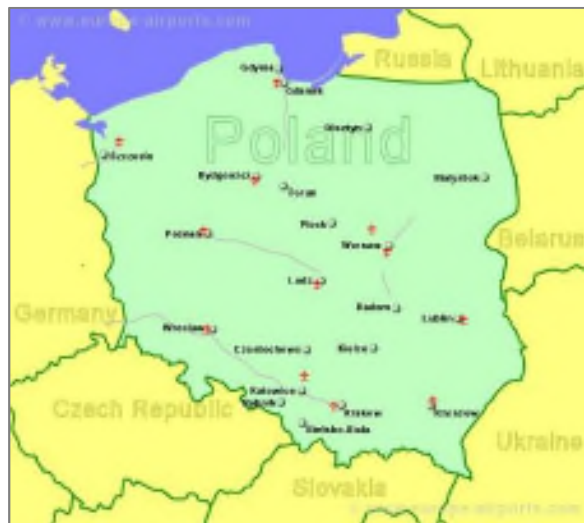 © www.europe-airports.com
Gdynia
Gdansk
Russia
Lithuania
Olsztyn
Poland
Szczecin
Bydgoszcz
Torun
Bialystok
Plock
Poznan
Warsaw
Belarus
Lodz
Radom
Lublin
Germany
Wroclaw
Czestochowa
Kielce
Katowice
Rybnik
Krakow
Rzeszow
Czech Republic
Bielsko-Biala
Ukraine
Slovakia
© www.europe-airports.com